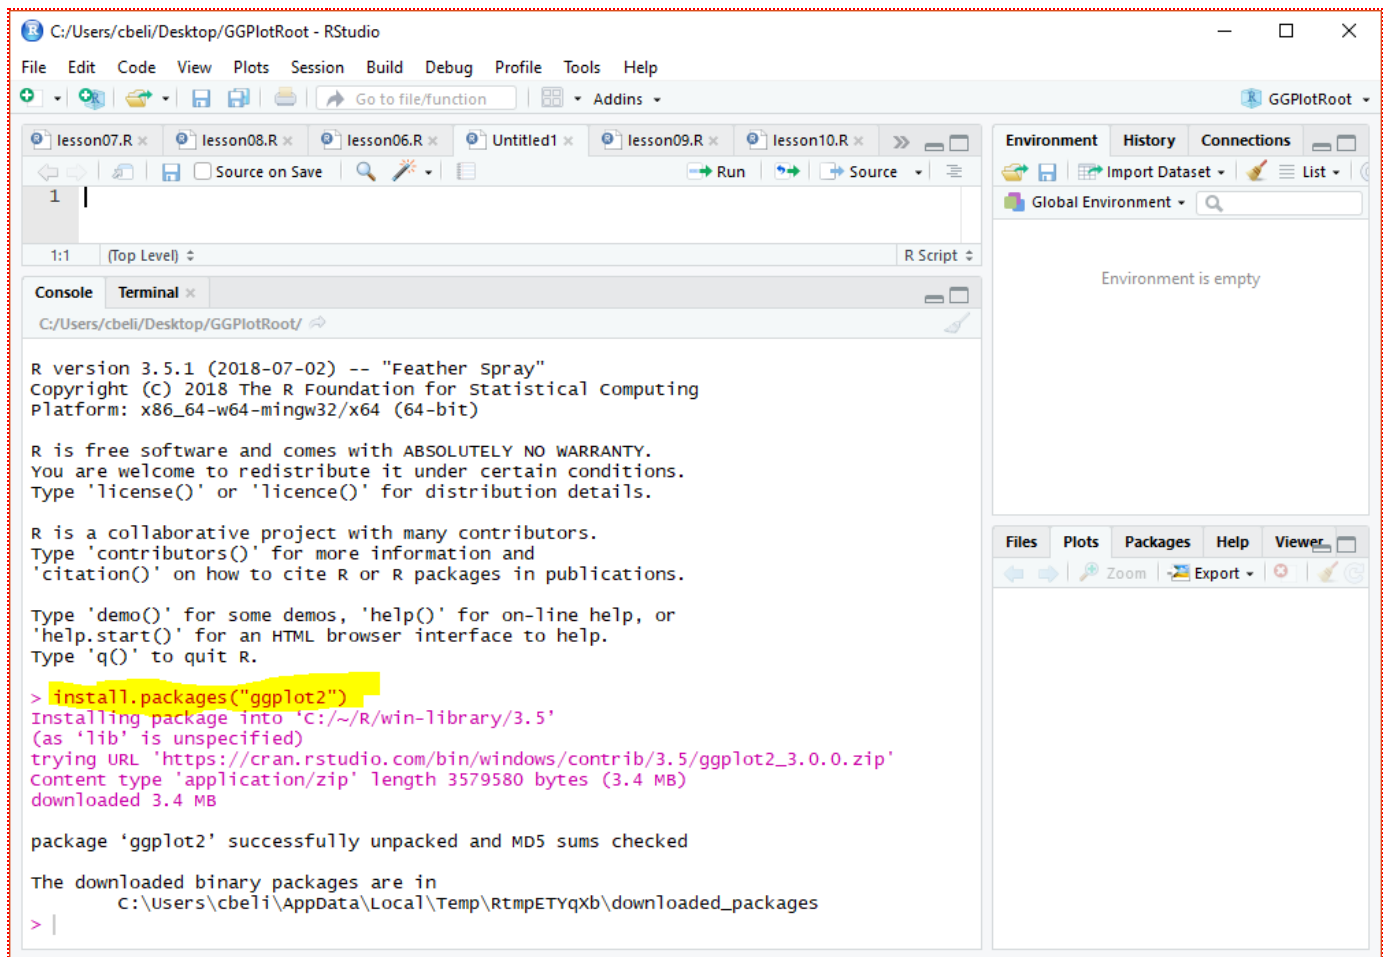 C:/Users/cbeli/Desktop/GGPlotRoot - RStudio
File Edit Code View Plots Session Build Debug Profile Tools Help
Go to file/function Addins GGPlotRoot
lesson07.R lesson08.R lesson06.R Untitled1 lesson09.R lesson10.R
Source on Save Run Source
1
1:1 (Top Level) R Script
Console Terminal
C:/Users/cbeli/Desktop/GGPlotRoot/
R version 3.5.1 (2018-07-02) -- "Feather Spray"
Copyright (C) 2018 The R Foundation for Statistical Computing
Platform: x86_64-w64-mingw32/x64 (64-bit)
R is free software and comes with ABSOLUTELY NO WARRANTY.
You are welcome to redistribute it under certain conditions.
Type 'license()' or 'licence()' for distribution details.
R is a collaborative project with many contributors.
Type 'contributors()' for more information and
'citation()' on how to cite R or R packages in publications.
Type 'demo()' for some demos, 'help()' for on-line help, or
'help.start()' for an HTML browser interface to help.
Type 'q()' to quit R.
> install.packages("ggplot2")
Installing package into ‘C:/~/R/win-library/3.5’
(as ‘lib’ is unspecified)
trying URL 'https://cran.rstudio.com/bin/windows/contrib/3.5/ggplot2_3.0.0.zip'
Content type 'application/zip' length 3579580 bytes (3.4 MB)
downloaded 3.4 MB
package ‘ggplot2’ successfully unpacked and MD5 sums checked
The downloaded binary packages are in
C:\Users\cbeli\AppData\Local\Temp\RtmpETYqXb\downloaded_packages
>
Environment History Connections
Import Dataset List
Global Environment
Environment is empty
Files Plots Packages Help Viewer
Zoom Export